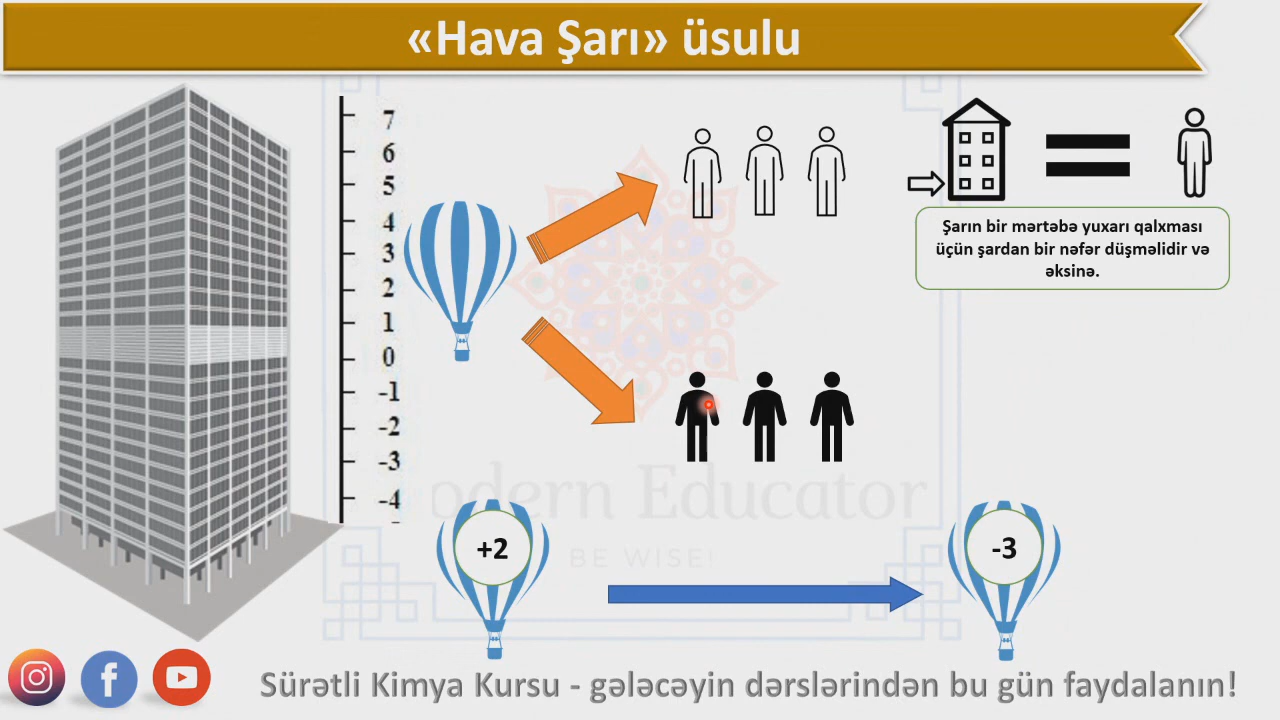 «Hava Şarı» üsulu
7
6
5
4
3
2
1
0
-1
-2
-3
-4
Şarın bir mərtəbə yuxarı qalxması
üçün şardan bir nəfər düşməlidir və
əksinə.
odern Educator
BE WISE!
+2
-3
Sürətli Kimya Kursu - gələcəyin dərslərindən bu gün faydalanın!